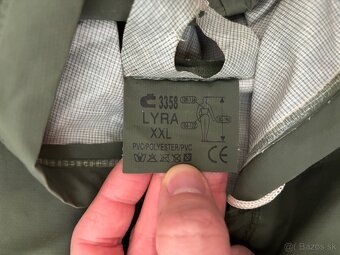 3358
LYRA
XXL
PVC/POLYESTER/PVC
CE
© bazos.sk